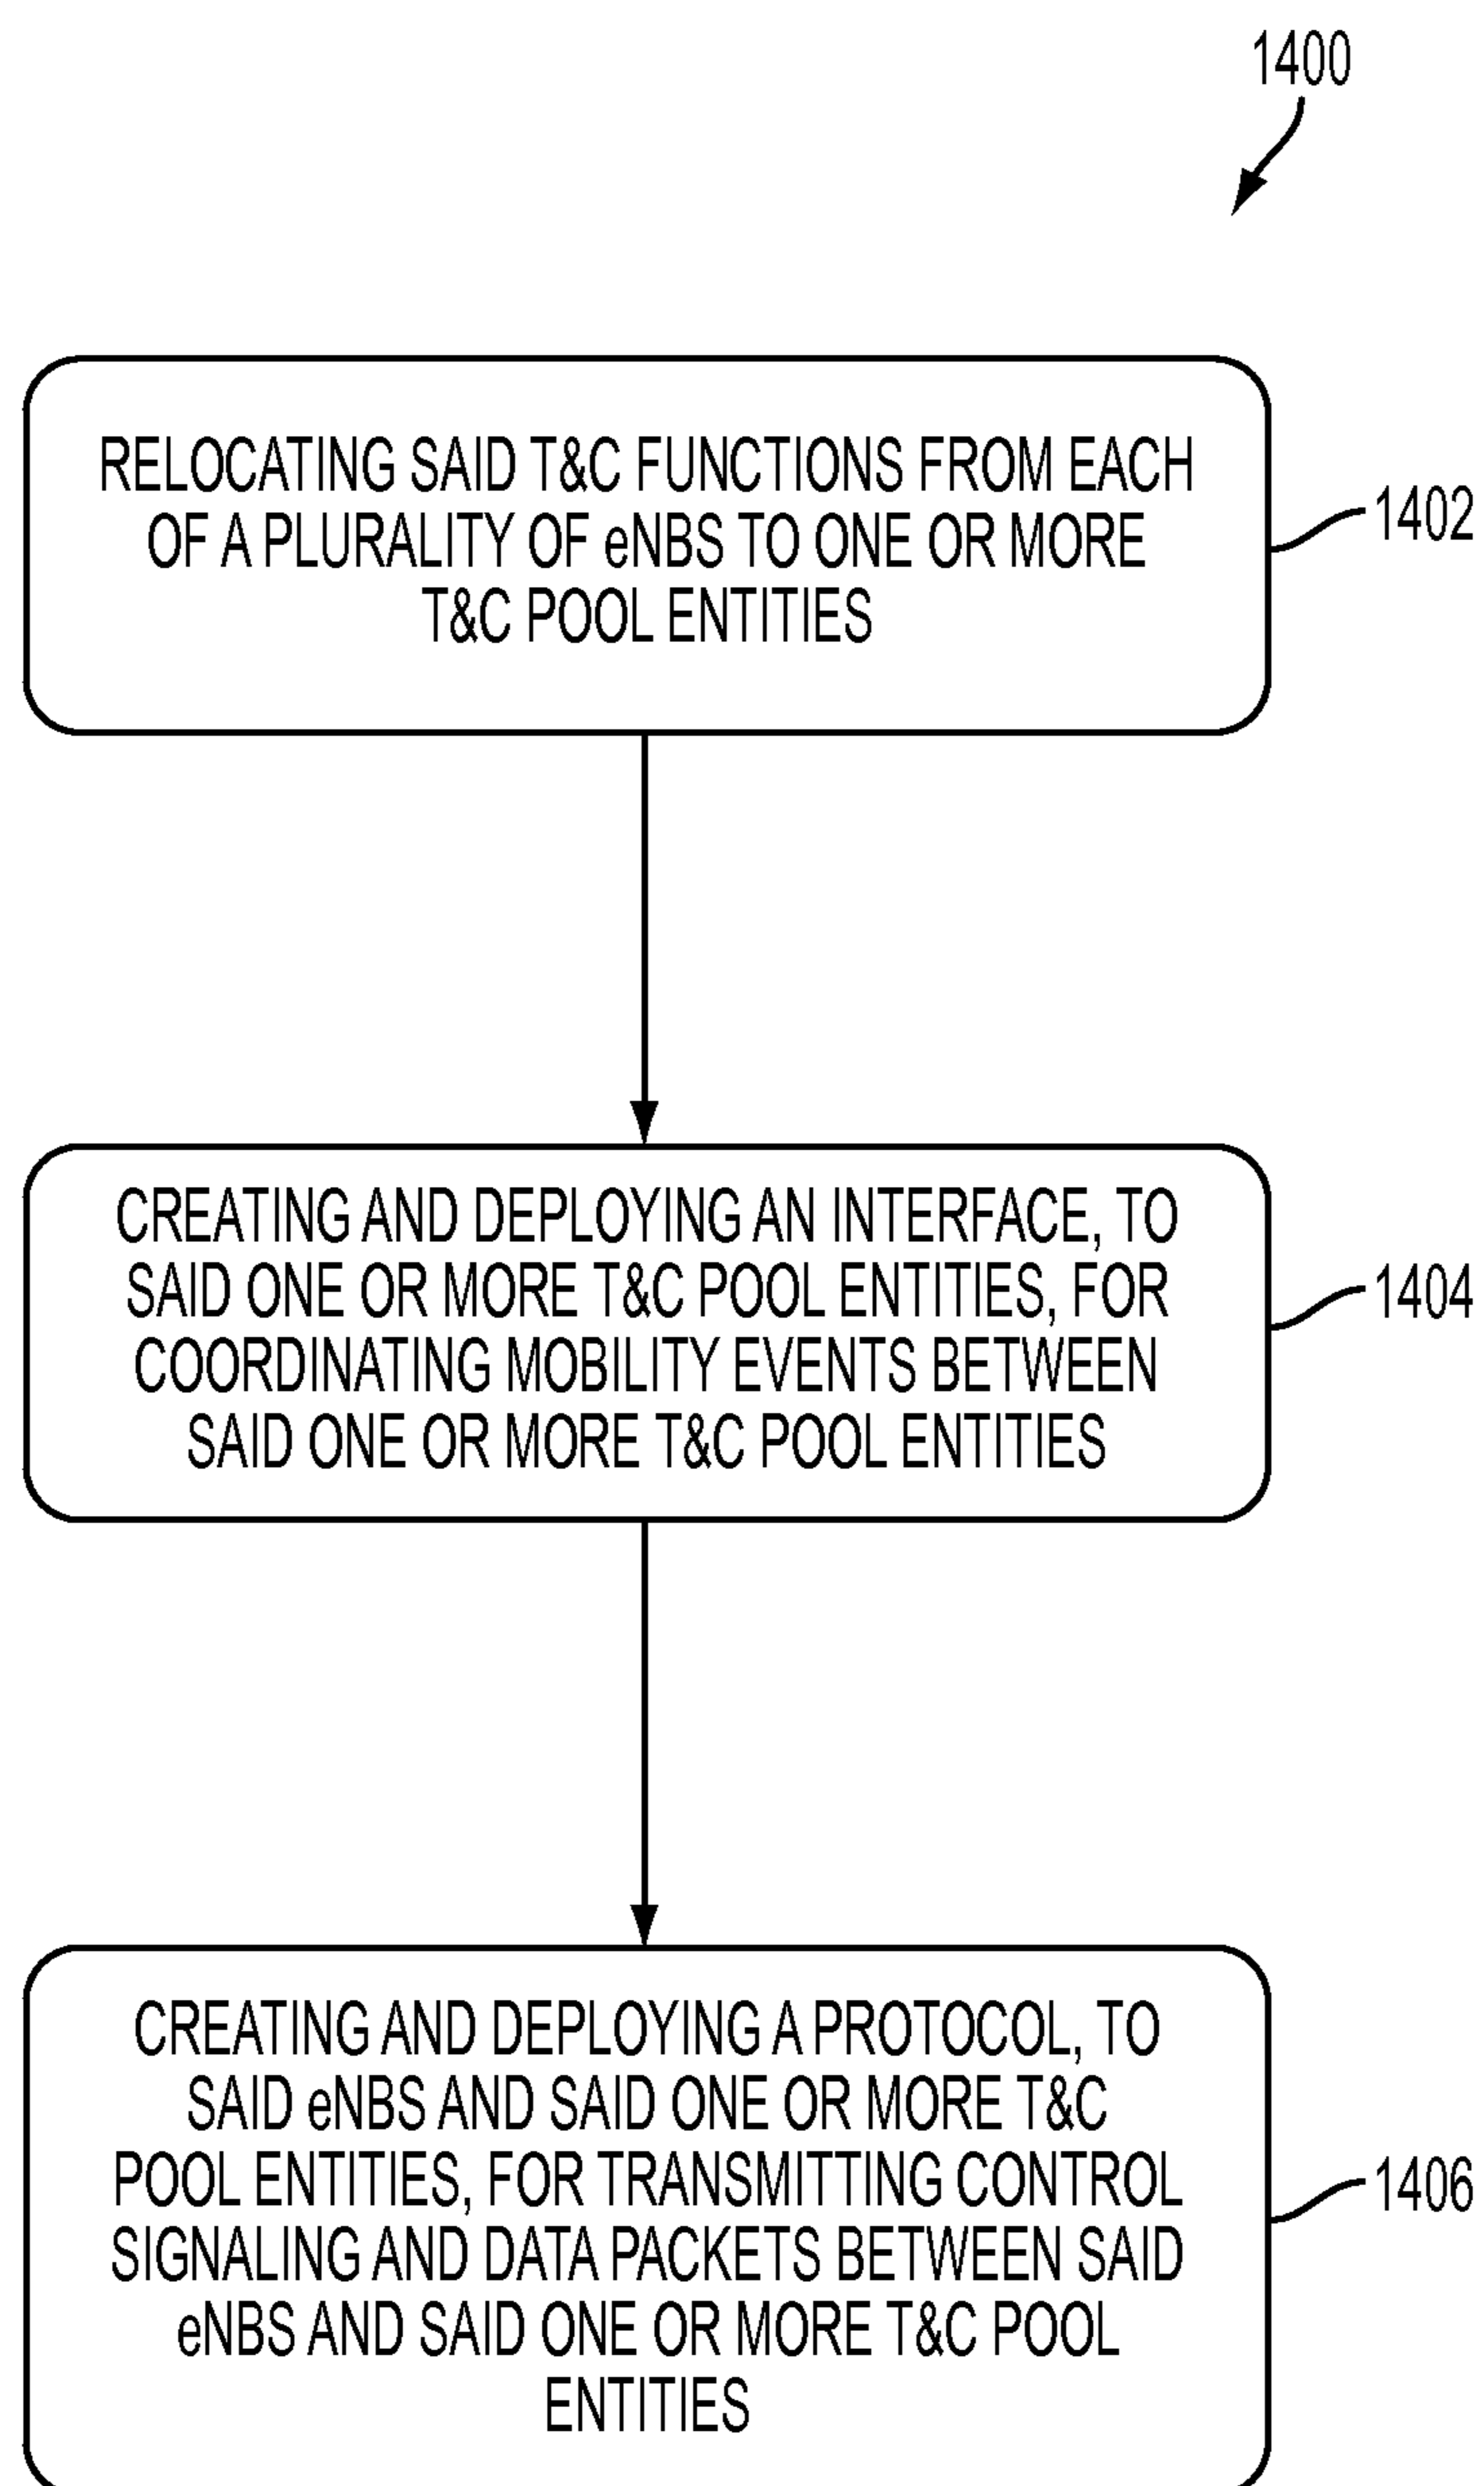 1400
RELOCATING SAID T&C FUNCTIONS FROM EACH
OF A PLURALITY OF eNBS TO ONE OR MORE
T&C POOL ENTITIES
1402
CREATING AND DEPLOYING AN INTERFACE, TO
SAID ONE OR MORE T&C POOL ENTITIES, FOR
COORDINATING MOBILITY EVENTS BETWEEN
SAID ONE OR MORE T&C POOL ENTITIES
1404
CREATING AND DEPLOYING A PROTOCOL, TO
SAID eNBS AND SAID ONE OR MORE T&C
POOL ENTITIES, FOR TRANSMITTING CONTROL
SIGNALING AND DATA PACKETS BETWEEN SAID
eNBS AND SAID ONE OR MORE T&C POOL
ENTITIES
1406